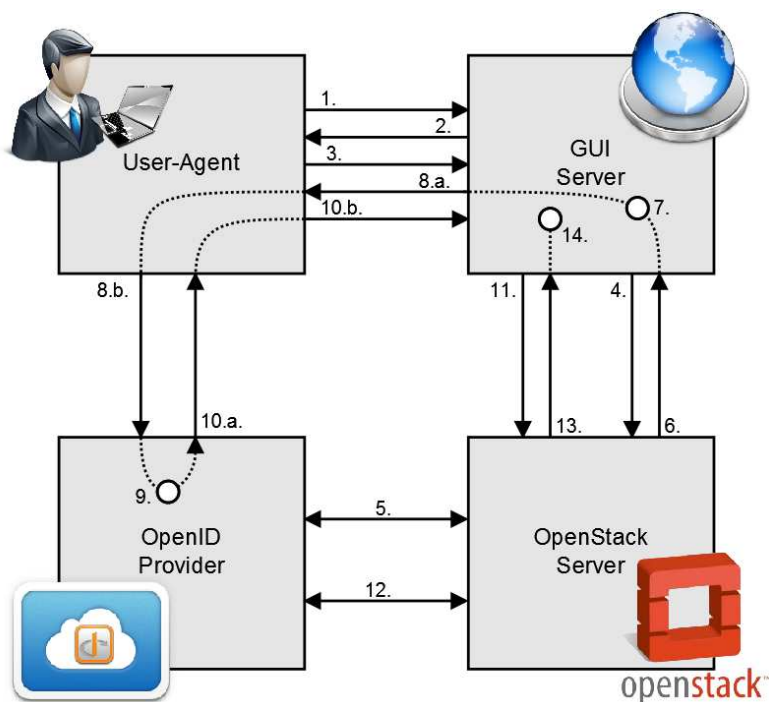 1.
2.
User-Agent
3.
GUI
Server
8.a.
10.b.
7.
14.
8.b.
11.
4.
10.a.
13.
6.
9.
5.
OpenID
Provider
OpenStack
Server
12.
openstack™